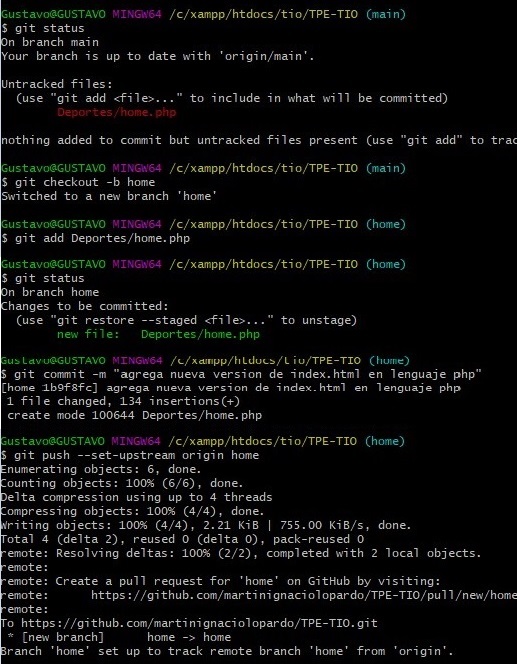 Gustavo@GUSTAVO MINGW64 /c/xampp/htdocs/tio/TPE-TIO (main)
$ git status
On branch main
Your branch is up to date with 'origin/main'.
Untracked files:
(use "git add <file>..." to include in what will be committed)
Deportes/home.php
nothing added to commit but untracked files present (use "git add" to trac
Gustavo@GUSTAVO MINGW64 /c/xampp/htdocs/tio/TPE-TIO (main)
$ git checkout -b home
Switched to a new branch 'home'
Gustavo@GUSTAVO MINGW64 /c/xampp/htdocs/tio/TPE-TIO (home)
$ git add Deportes/home.php
Gustavo@GUSTAVO MINGW64 /c/xampp/htdocs/tio/TPE-TIO (home)
$ git status
On branch home
Changes to be committed:
(use "git restore --staged <file>..." to unstage)
new file:   Deportes/home.php
Gustavo@GUSTAVO MINGW64 /c/xampp/htdocs/tio/TPE-TIO (home)
$ git commit -m "agrega nueva version de index.html en lenguaje php"
[home 1b9f8fc] agrega nueva version de index.html en lenguaje php
1 file changed, 134 insertions(+)
create mode 100644 Deportes/home.php
Gustavo@GUSTAVO MINGW64 /c/xampp/htdocs/tio/TPE-TIO (home)
$ git push --set-upstream origin home
Enumerating objects: 6, done.
Counting objects: 100% (6/6), done.
Delta compression using up to 4 threads
Compressing objects: 100% (4/4), done.
Writing objects: 100% (4/4), 2.21 KiB | 755.00 KiB/s, done.
Total 4 (delta 2), reused 0 (delta 0), pack-reused 0
remote: Resolving deltas: 100% (2/2), completed with 2 local objects.
remote:
remote: Create a pull request for 'home' on GitHub by visiting:
remote:      https://github.com/martinignaciolopardo/TPE-TIO/pull/new/home
remote:
To https://github.com/martinignaciolopardo/TPE-TIO.git
* [new branch]      home -> home
Branch 'home' set up to track remote branch 'home' from 'origin'.